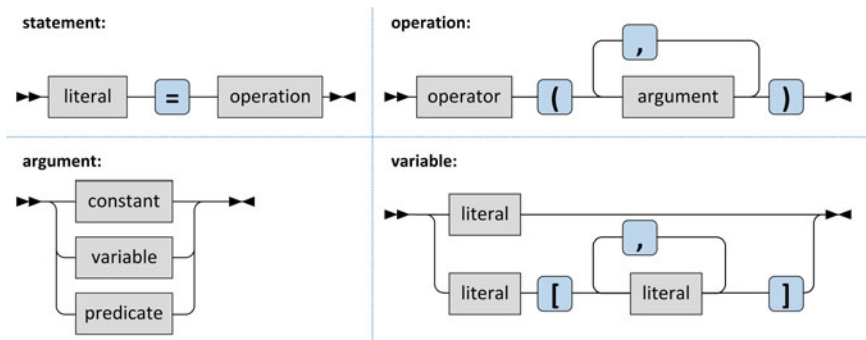 statement:
literal = operation
operation:
,
operator ( argument )
argument:
constant
variable
predicate
variable:
literal
,
literal [ literal ]